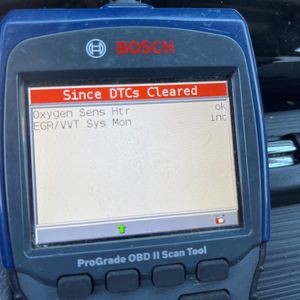 BOSCH
Since DTCs Cleared
Oxygen Sens Htr ok
EGR/VVT Sys Mon inc
ProGrade OBD II Scan Tool